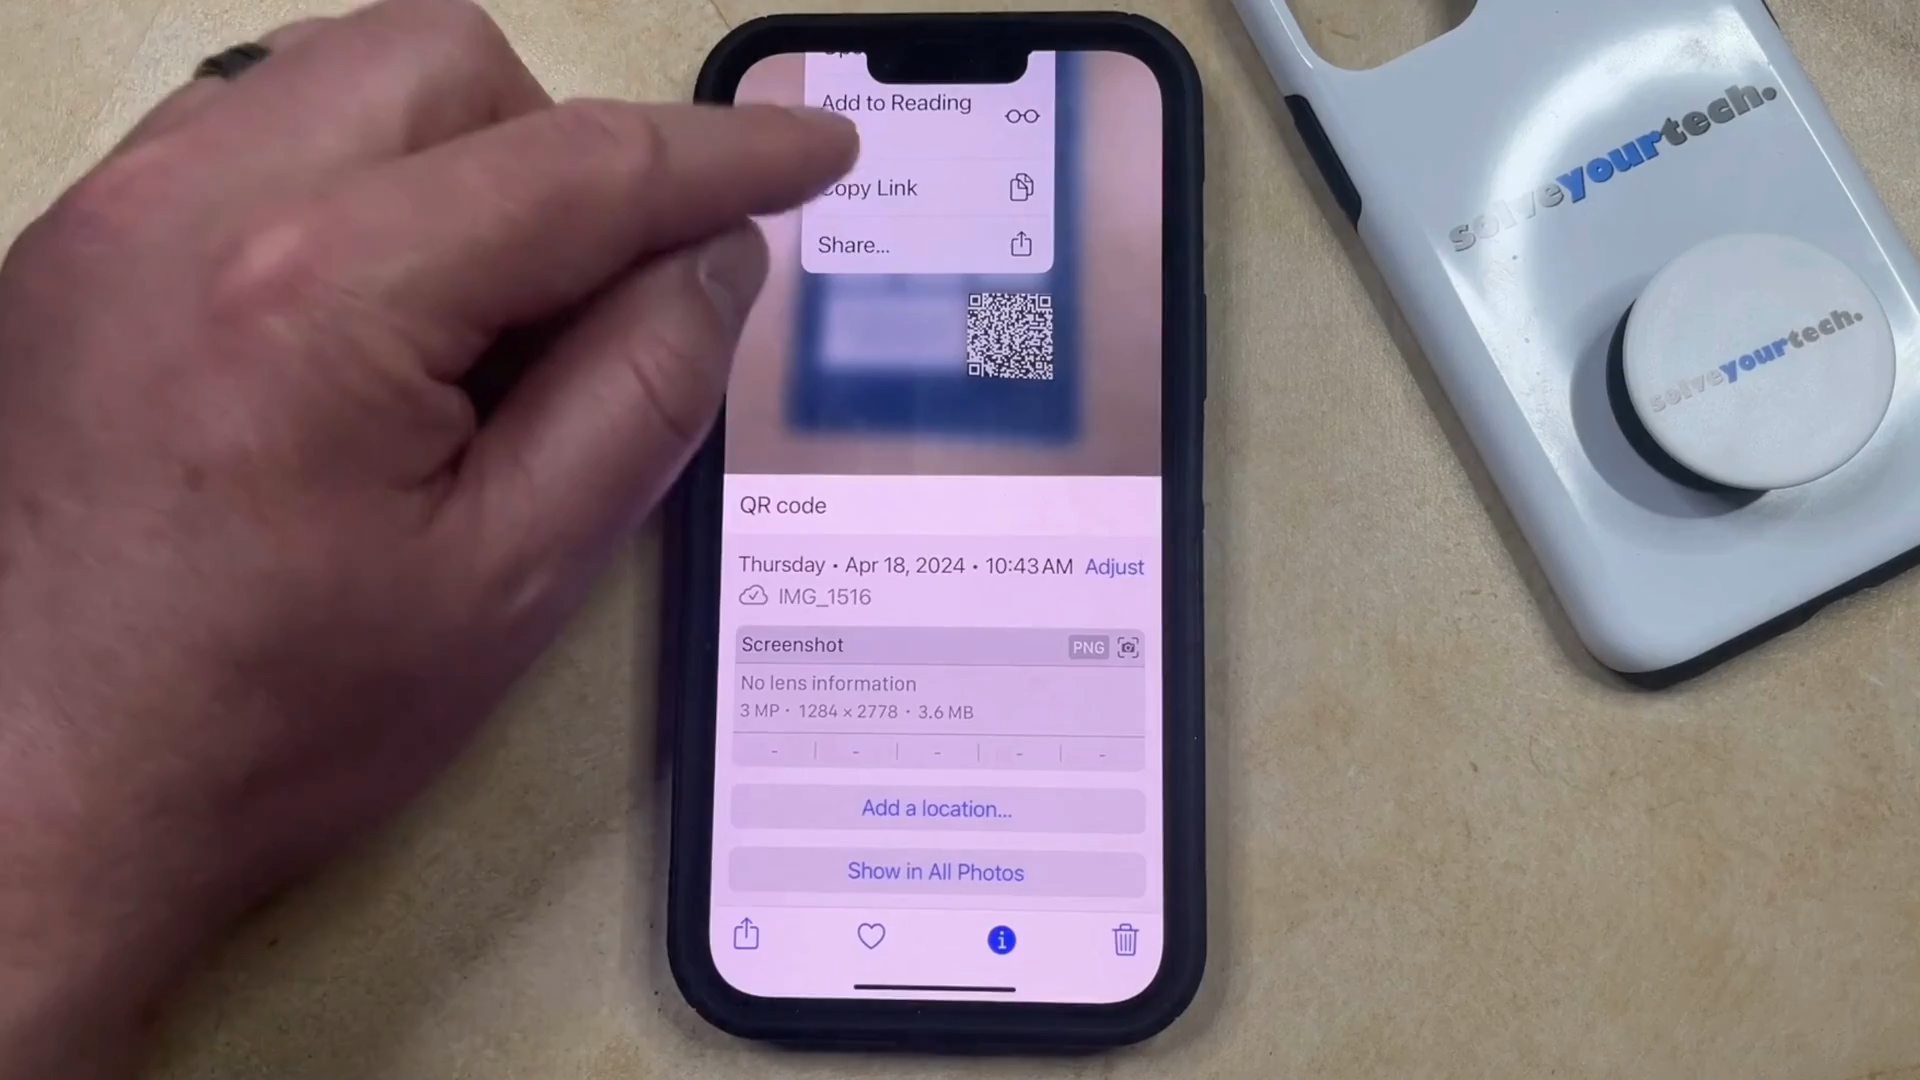 Add to Reading
Copy Link
Share...
QR code
Thursday • Apr 18, 2024 • 10:43 AM Adjust
IMG_1516
Screenshot PNG
No lens information
3 MP • 1284 × 2778 • 3.6 MB
- | - | - | - | -
Add a location...
Show in All Photos
solveyourtech.
solveyourtech.